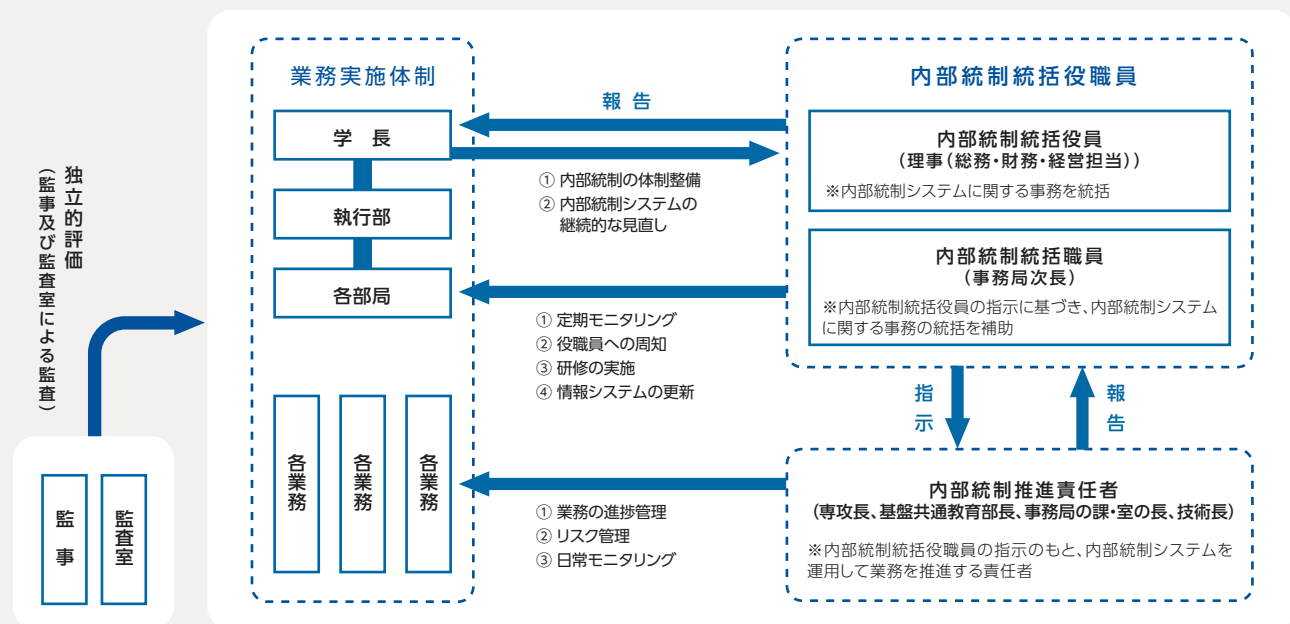 独立的評価
（監事及び監査室による監査）
監事
監査室
業務実施体制
学 長
執行部
各部局
各業務
各業務
各業務
報 告
① 内部統制の体制整備
② 内部統制システムの
継続的な見直し
① 定期モニタリング
② 役職員への周知
③ 研修の実施
④ 情報システムの更新
① 業務の進捗管理
② リスク管理
③ 日常モニタリング
内部統制統括役職員
内部統制統括役員
（理事（総務・財務・経営担当））
※内部統制システムに関する事務を統括
内部統制統括職員
（事務局次長）
※内部統制統括役員の指示に基づき、内部統制システム
に関する事務の統括を補助
指示
報告
内部統制推進責任者
（専攻長、基盤共通教育部長、事務局の課・室の長、技術長）
※内部統制統括役職員の指示のもと、内部統制システムを
運用して業務を推進する責任者